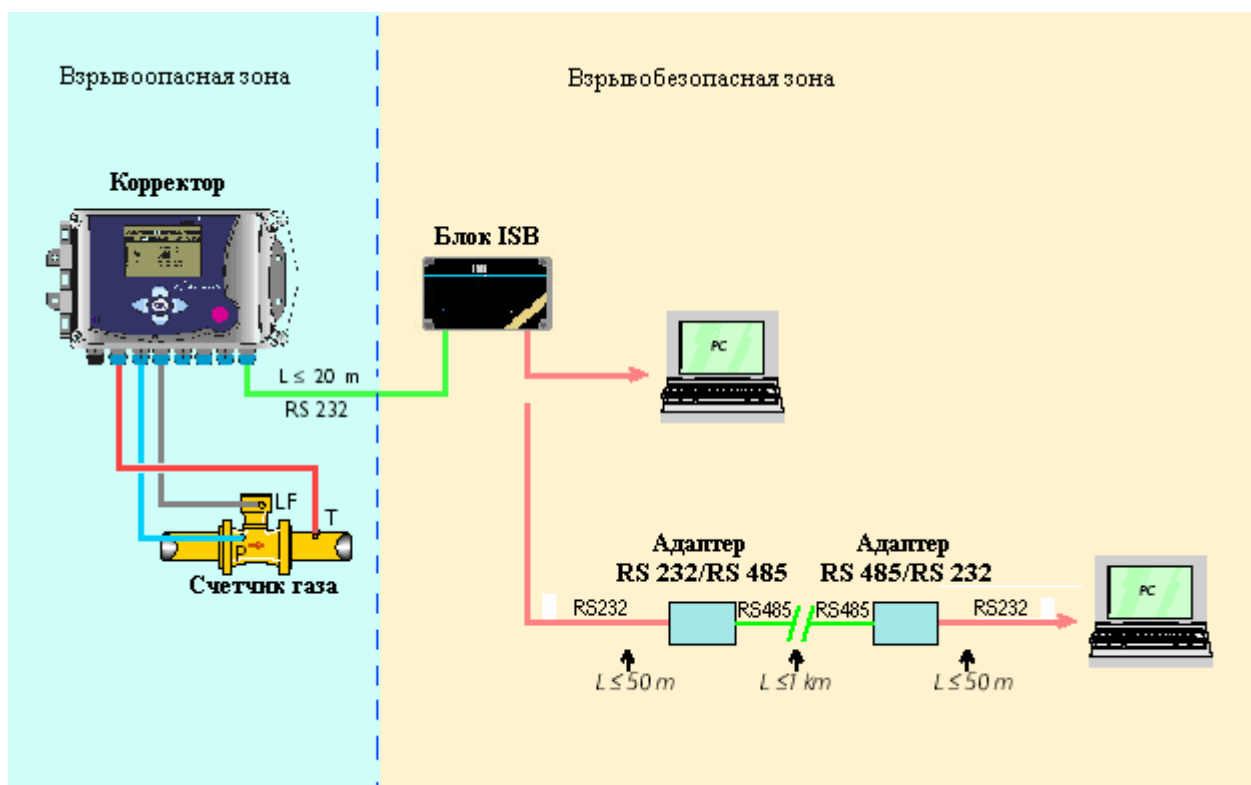 Взрывоопасная зона
Взрывобезопасная зона
Корректор
Блок ISB
ISB
PC
L ≤ 20 m
RS 232
LF
T
P
Счетчик газа
Адаптер
RS 232/RS 485
Адаптер
RS 485/RS 232
PC
RS232
RS485
RS485
RS232
L ≤ 50 m
L ≤1 km
L ≤ 50 m